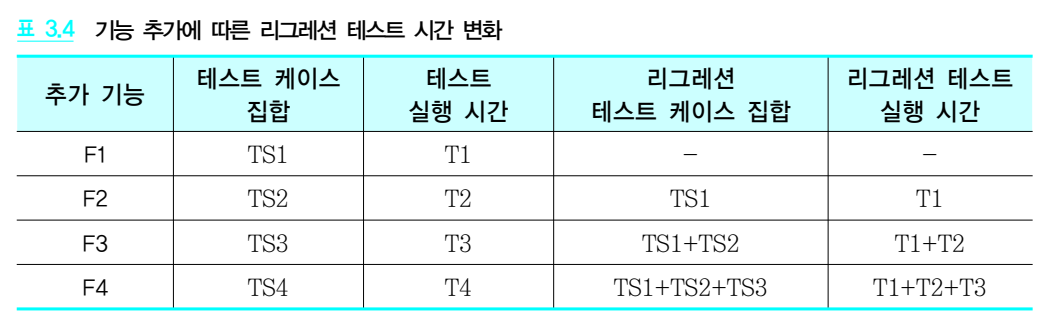 표 3.4 기능 추가에 따른 리그레션 테스트 시간 변화
추가 기능 테스트 케이스 집합 테스트 실행 시간 리그레션 테스트 케이스 집합 리그레션 테스트 실행 시간
F1 TS1 T1 − −
F2 TS2 T2 TS1 T1
F3 TS3 T3 TS1+TS2 T1+T2
F4 TS4 T4 TS1+TS2+TS3 T1+T2+T3